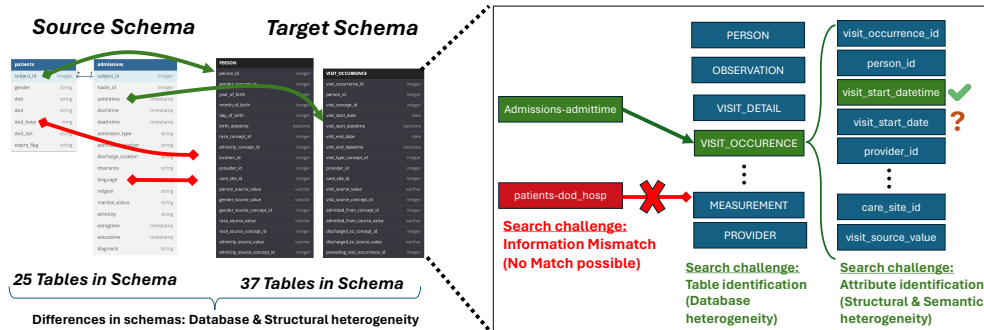 Source Schema
Target Schema
patients
subject_id integer
gender string
dob string
dod string
dod_hosp string
dod_ssn string
expire_flag string
admissions
subject_id integer
hadm_id integer
admittime timestamp
dischtime timestamp
deathtime timestamp
admission_type string
discharge_location string
insurance string
language string
religion string
marital_status string
ethnicity string
edregtime timestamp
edouttime timestamp
diagnosis string
PERSON
person_id integer
year_of_birth integer
month_of_birth integer
day_of_birth integer
birth_datetime datetime
race_concept_id integer
ethnicity_concept_id integer
location_id integer
provider_id integer
care_site_id integer
person_source_value varchar
gender_source_value varchar
gender_source_concept_id integer
race_source_value varchar
race_source_concept_id integer
ethnicity_source_value varchar
ethnicity_source_concept_id integer
VISIT_OCCURRENCE
visit_occurrence_id integer
person_id integer
visit_concept_id integer
visit_start_date date
visit_start_datetime datetime
visit_end_date date
visit_end_datetime datetime
visit_type_concept_id integer
provider_id integer
care_site_id integer
visit_source_value varchar
visit_source_concept_id integer
admitted_from_concept_id integer
admitted_from_source_value varchar
discharged_to_concept_id integer
discharged_to_source_value varchar
preceding_visit_occurrence_id integer
25 Tables in Schema
37 Tables in Schema
Differences in schemas: Database & Structural heterogeneity
Admissions-admittime
patients-dod_hosp
Search challenge:
Information Mismatch
(No Match possible)
PERSON
OBSERVATION
VISIT_DETAIL
VISIT_OCCURENCE
MEASUREMENT
PROVIDER
Search challenge:
Table identification
(Database
heterogeneity)
visit_occurrence_id
person_id
visit_start_datetime
visit_start_date
?
provider_id
care_site_id
visit_source_value
Search challenge:
Attribute identification
(Structural & Semantic
heterogeneity)